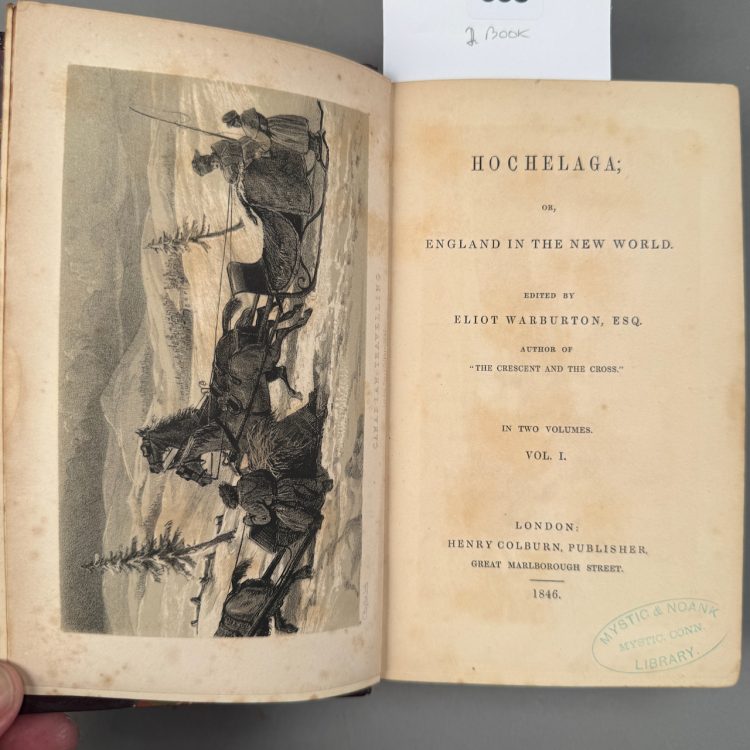 BOOK
HOCHELAGA;
OR,
ENGLAND IN THE NEW WORLD.
EDITED BY
ELIOT WARBURTON, ESQ.
AUTHOR OF
"THE CRESCENT AND THE CROSS."
IN TWO VOLUMES.
VOL. I.
LONDON:
HENRY COLBURN, PUBLISHER,
GREAT MARLBOROUGH STREET.
1846.
MYSTIC & NOANK
MYSTIC, CONN.
LIBRARY.